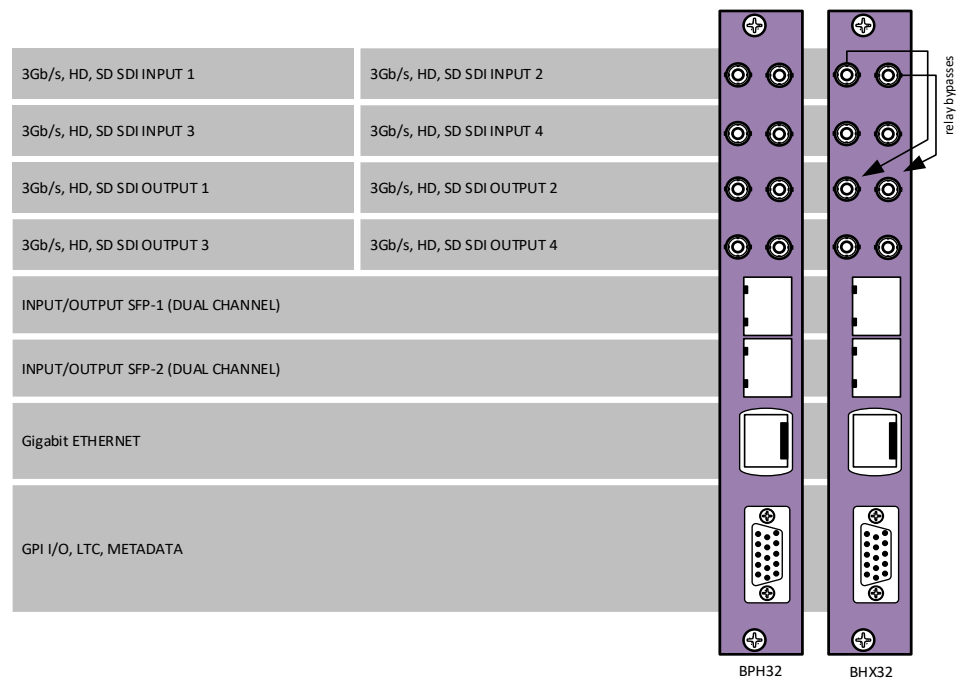 3Gb/s, HD, SD SDI INPUT 1
3Gb/s, HD, SD SDI INPUT 2
relay bypasses
3Gb/s, HD, SD SDI INPUT 3
3Gb/s, HD, SD SDI INPUT 4
3Gb/s, HD, SD SDI OUTPUT 1
3Gb/s, HD, SD SDI OUTPUT 2
3Gb/s, HD, SD SDI OUTPUT 3
3Gb/s, HD, SD SDI OUTPUT 4
INPUT/OUTPUT SFP-1 (DUAL CHANNEL)
INPUT/OUTPUT SFP-2 (DUAL CHANNEL)
Gigabit ETHERNET
GPI I/O, LTC, METADATA
BPH32
BHX32